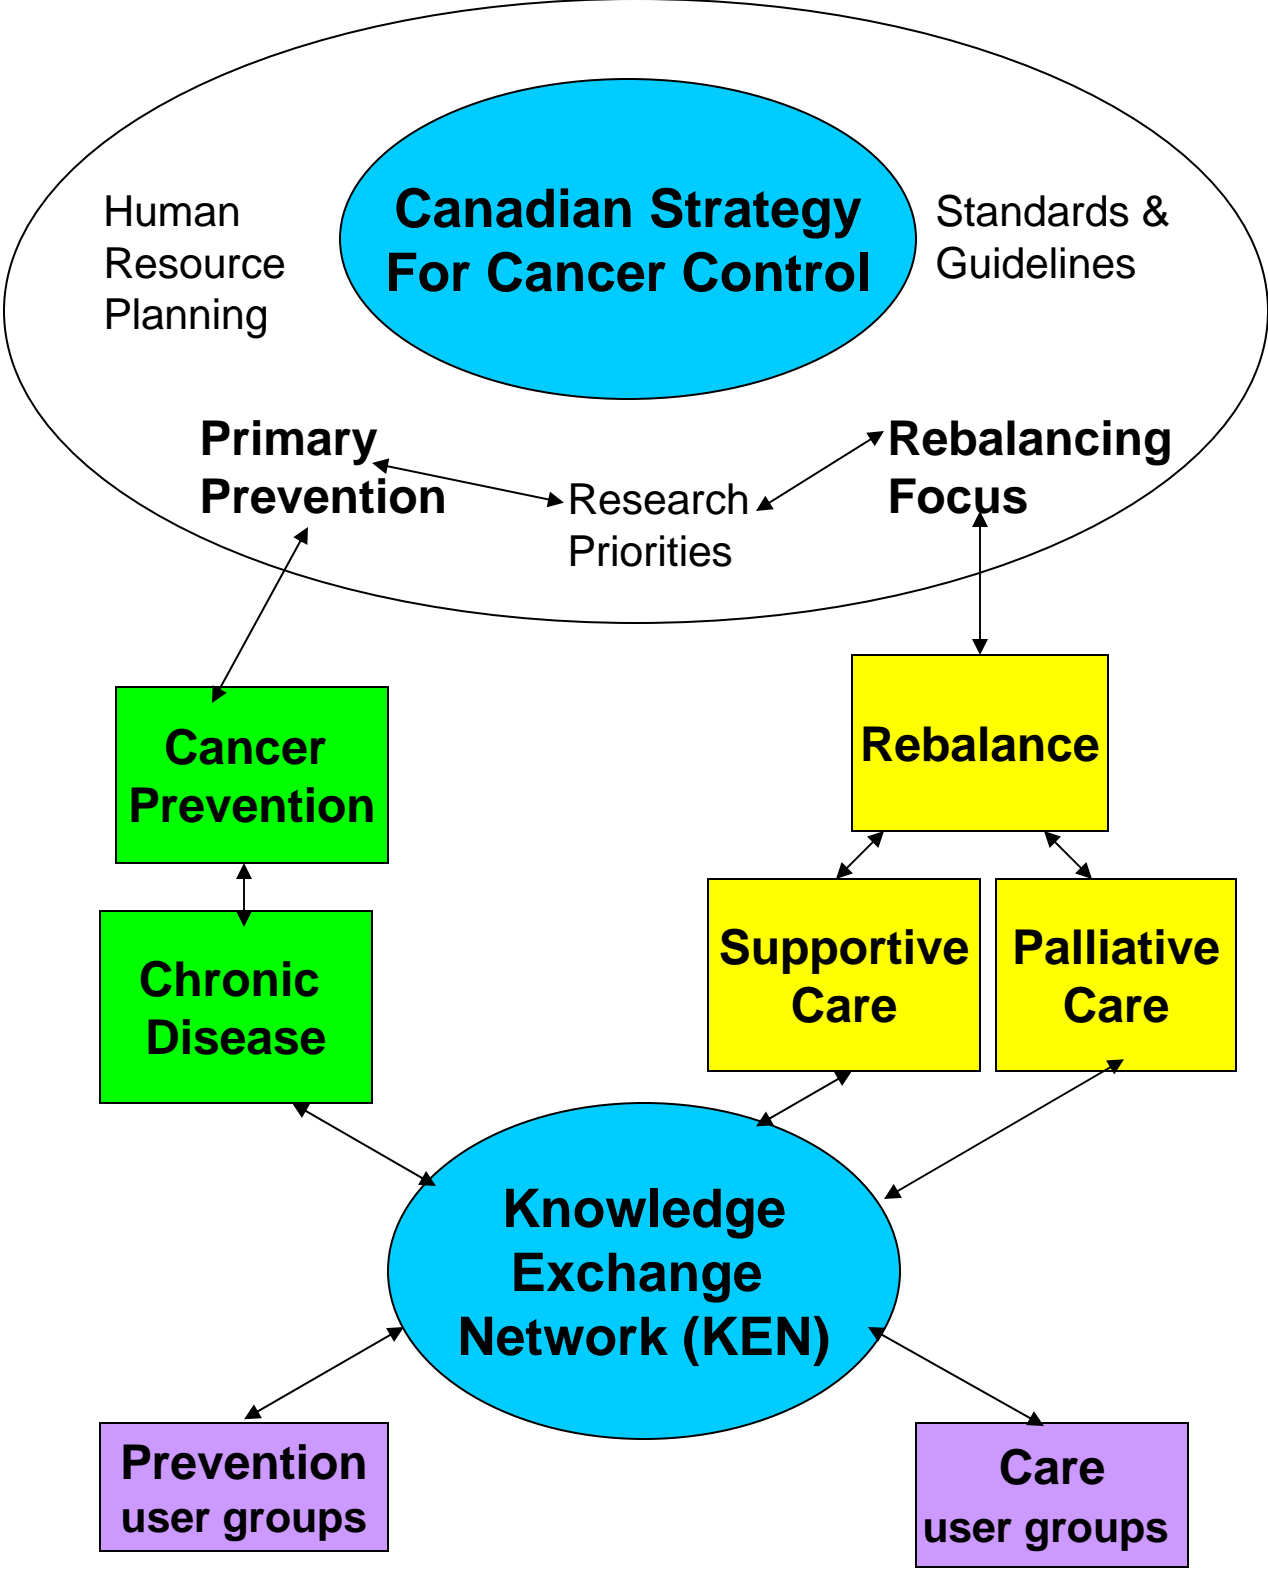 Canadian Strategy
For Cancer Control
Human
Resource
Planning
Standards &
Guidelines
Primary
Prevention
Research
Priorities
Rebalancing
Focus
Cancer
Prevention
Rebalance
Chronic
Disease
Supportive
Care
Palliative
Care
Knowledge
Exchange
Network (KEN)
Prevention
user groups
Care
user groups